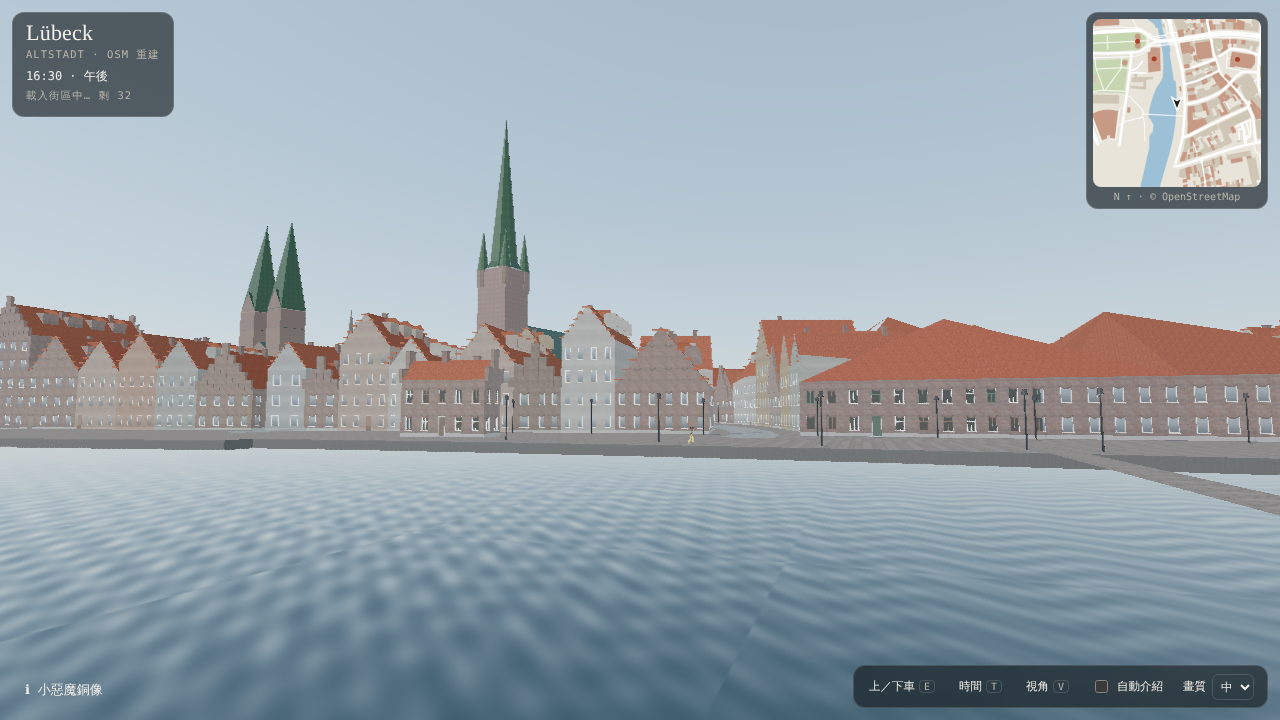 Lübeck
ALTSTADT · OSM 重建
16:30 · 午後
載入街區中… 剩 32
N ↑ · © OpenStreetMap
ℹ 小惡魔銅像
上／下車 E 時間 T 視角 V 自動介紹 畫質 中